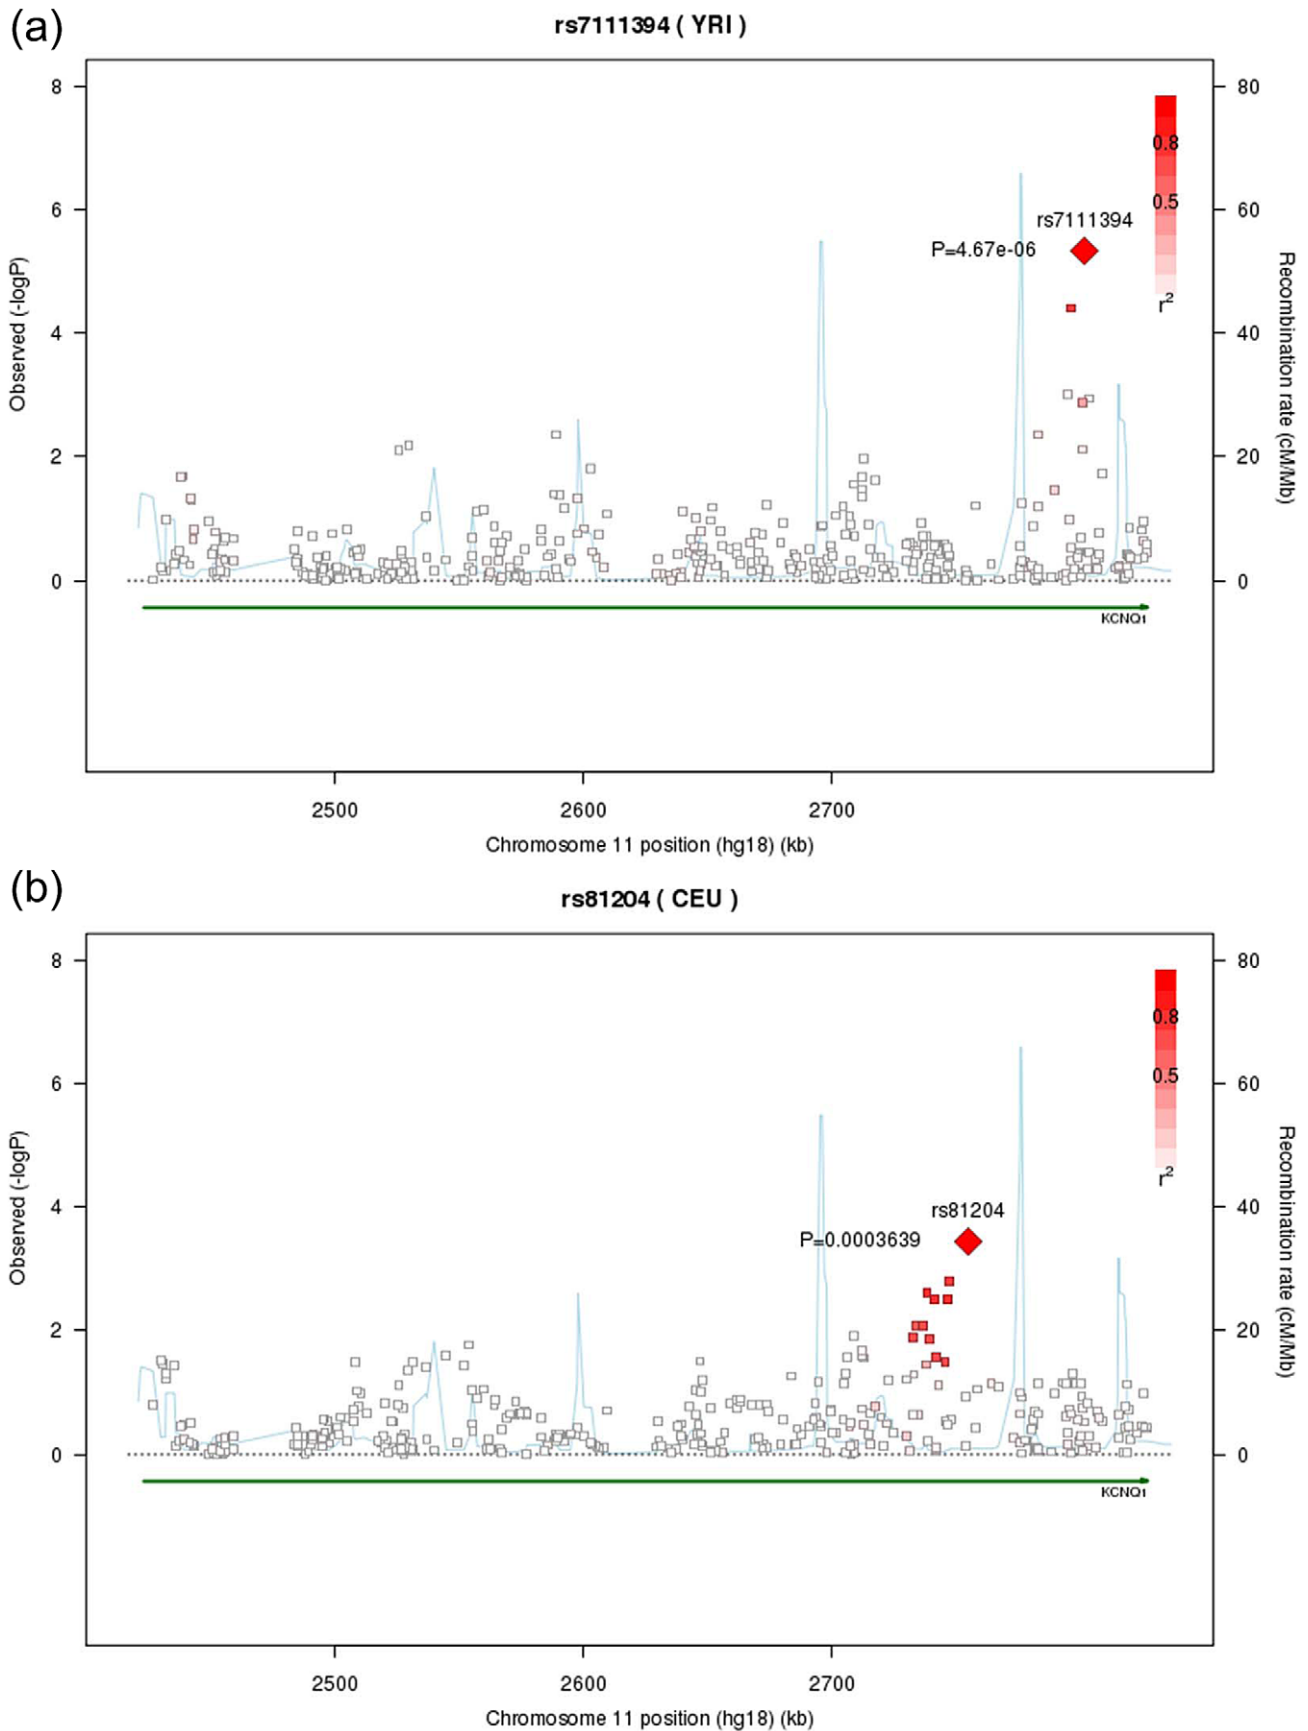 (a)
rs7111394 ( YRI )
8
6
4
2
0
Observed (-logP)
80
60
40
20
0
Recombination rate (cM/Mb)
0.8
0.5
r²
rs7111394
P=4.67e-06
KCNQ1
2500 2600 2700
Chromosome 11 position (hg18) (kb)
(b)
rs81204 ( CEU )
8
6
4
2
0
Observed (-logP)
80
60
40
20
0
Recombination rate (cM/Mb)
0.8
0.5
r²
rs81204
P=0.0003639
KCNQ1
2500 2600 2700
Chromosome 11 position (hg18) (kb)